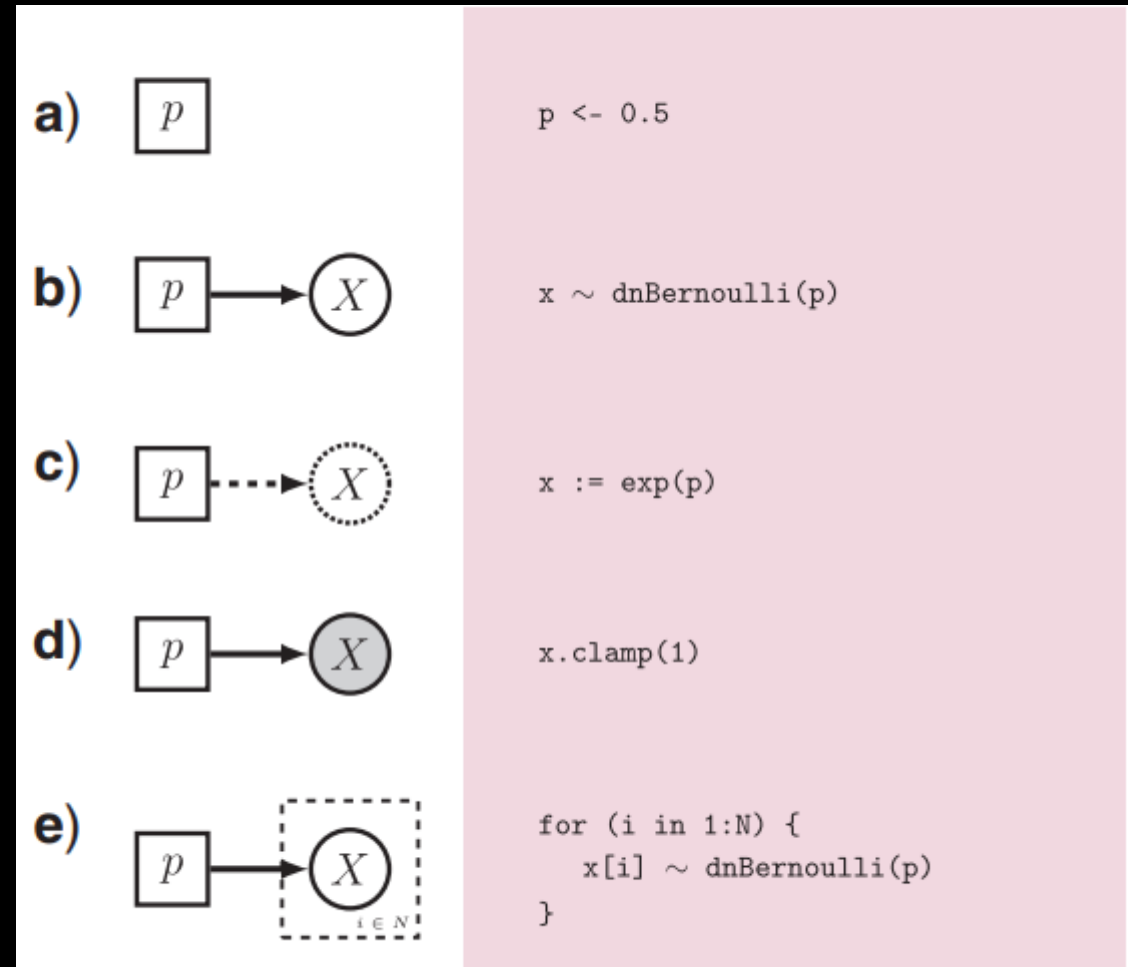 a) p p <- 0.5
b) p X x ∼ dnBernoulli(p)
c) p X x := exp(p)
d) p X x.clamp(1)
e) p X i ∈ N
for (i in 1:N) {
x[i] ∼ dnBernoulli(p)
}